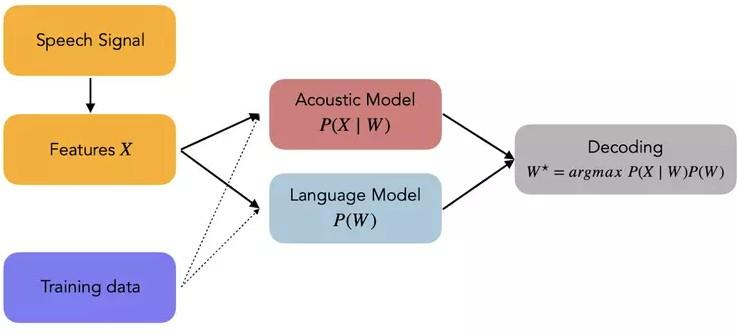 Speech Signal
Features X
Acoustic Model
P(X | W)
Language Model
P(W)
Decoding
W⋆ = argmax P(X | W)P(W)
Training data